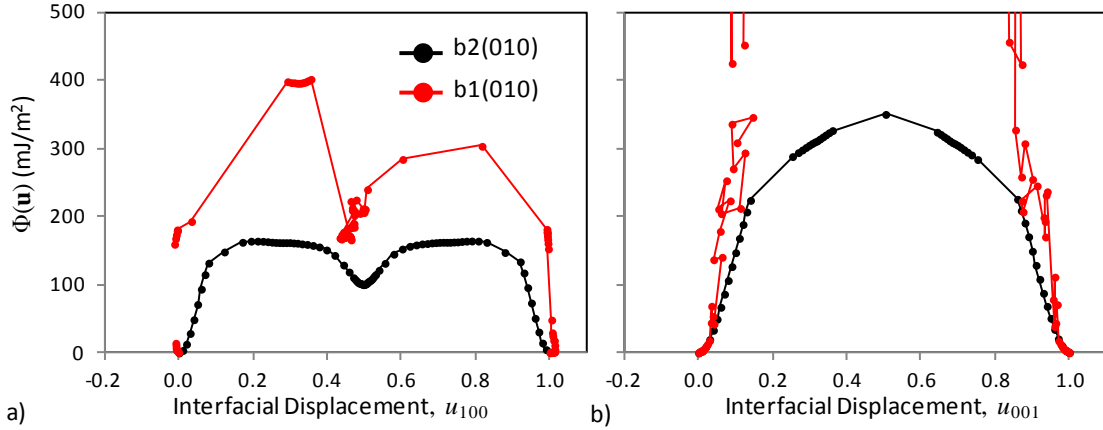 500
400
300
200
100
0
Φ(u) (mJ/m²)
b2(010)
b1(010)
-0.2 0.0 0.2 0.4 0.6 0.8 1.0
Interfacial Displacement, u₁₀₀
a)
-0.2 0.0 0.2 0.4 0.6 0.8 1.0
Interfacial Displacement, u₀₀₁
b)